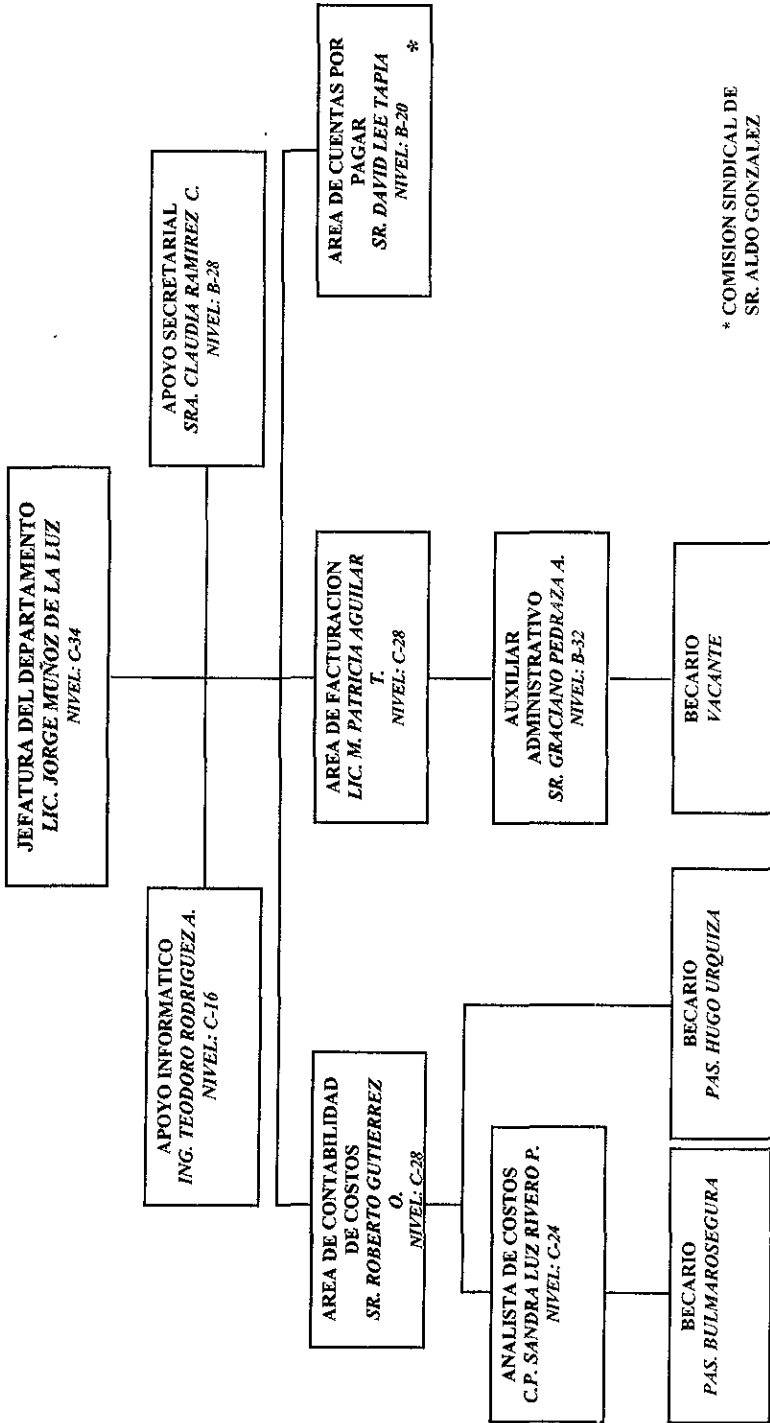 JEFATURA DEL DEPARTAMENTO
LIC. JORGE MUÑOZ DE LA LUZ
NIVEL: C-34
APOYO INFORMATICO
ING. TEODORO RODRIGUEZ A.
NIVEL: C-16
APOYO SECRETARIAL
SRA. CLAUDIA RAMIREZ C.
NIVEL: B-28
AREA DE CONTABILIDAD
DE COSTOS
SR. ROBERTO GUTIERREZ
O.
NIVEL: C-28
AREA DE FACTURACION
LIC. M. PATRICIA AGUILAR
T.
NIVEL: C-28
AREA DE CUENTAS POR
PAGAR
SR. DAVID LEE TAPIA
NIVEL: B-20
*
ANALISTA DE COSTOS
C.P. SANDRA LUZ RIVERO P.
NIVEL: C-24
AUXILIAR
ADMINISTRATIVO
SR. GRACIANO PEDRAZA A.
NIVEL: B-32
BECARIO
PAS. BULMAROSEGURA
BECARIO
PAS. HUGO URQUIZA
BECARIO
VACANTE
* COMISION SINDICAL DE
SR. ALDO GONZALEZ